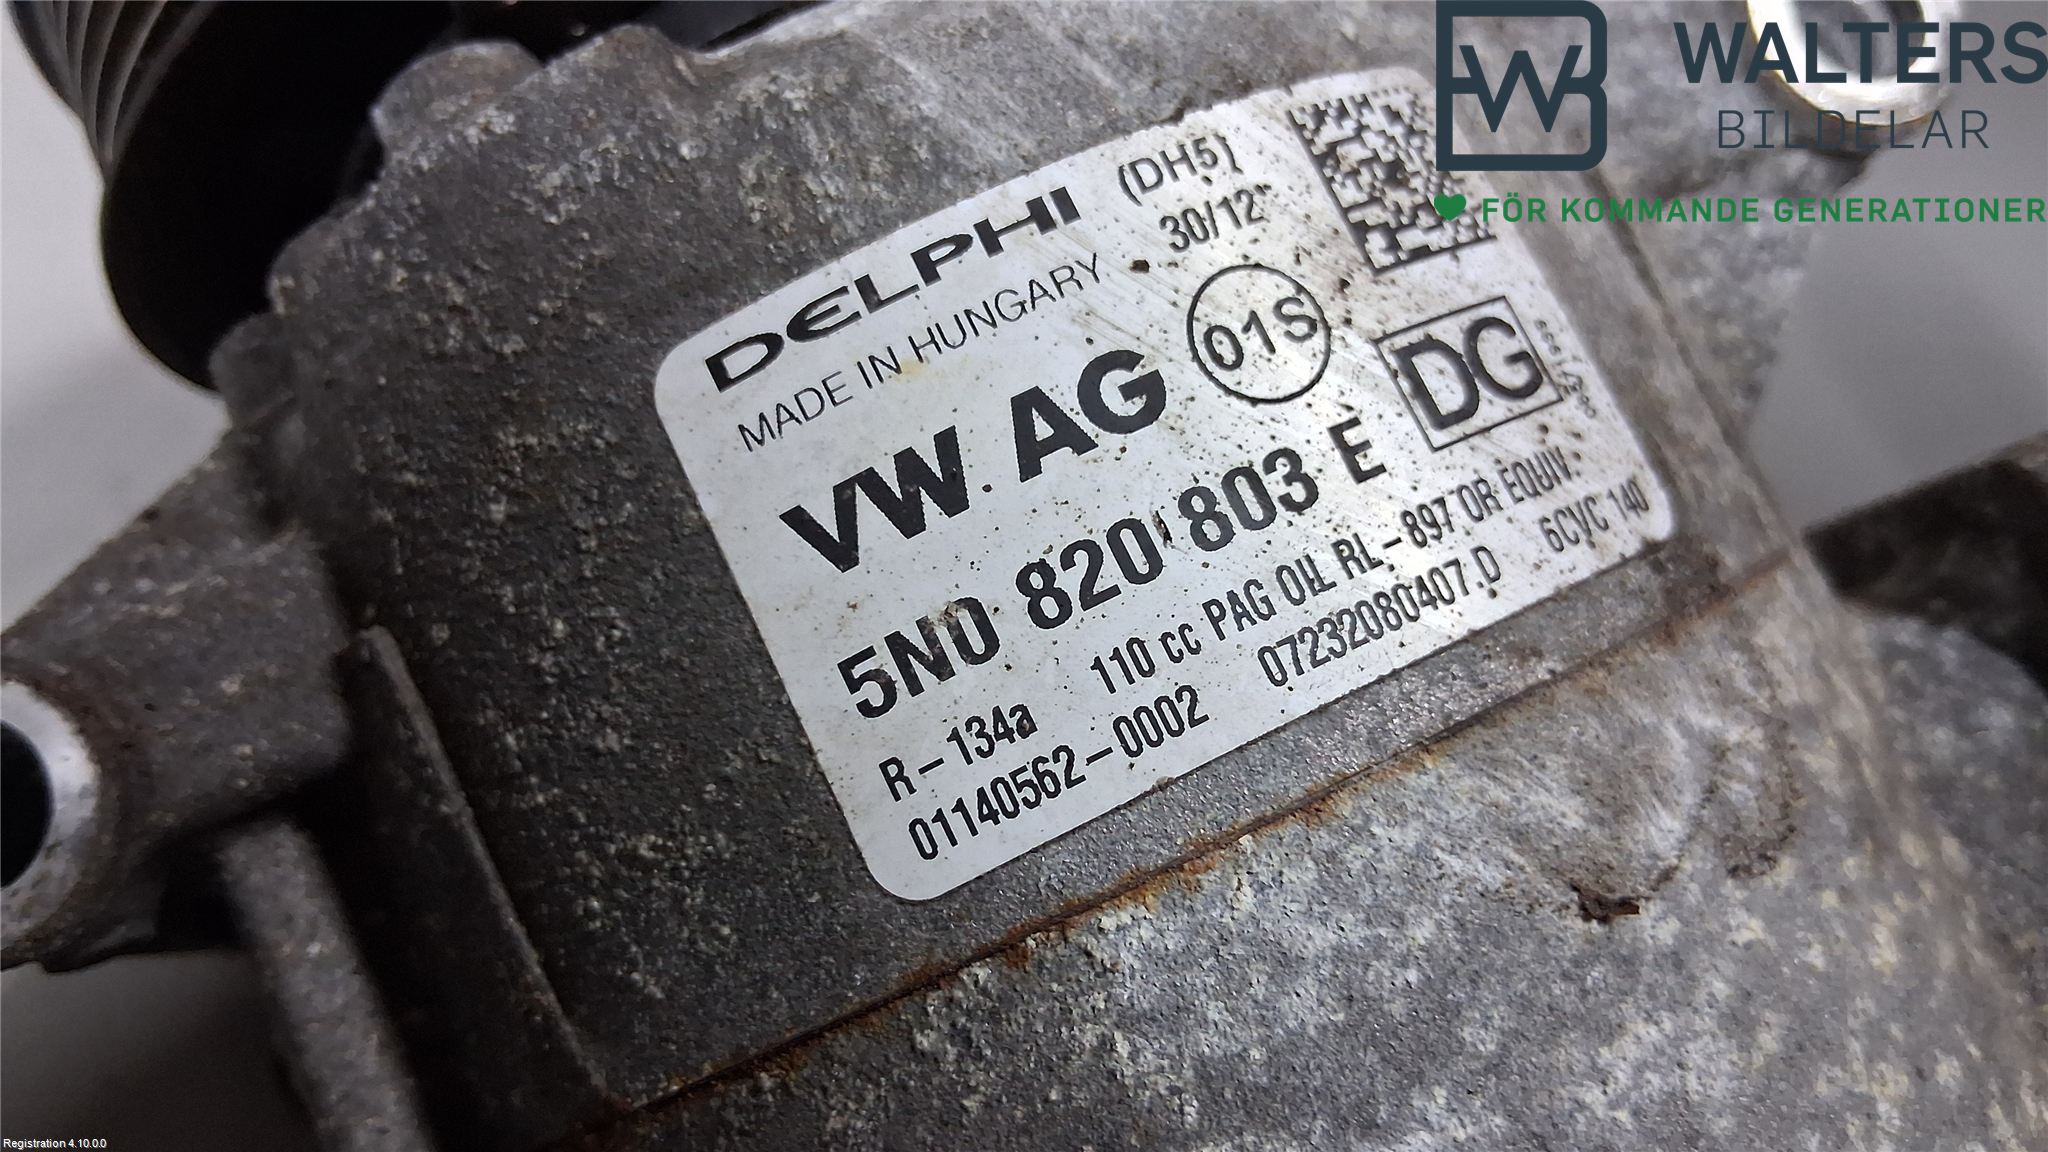 WALTERS
BILDELAR
FÖR KOMMANDE GENERATIONER
DELPHI (DH5)
MADE IN HUNGARY 30/12
VW AG 01S DG
5N0 820 803 E
R-134a 110 cc PAG OIL RL-897 OR EQUIV.
01140562-0002 07232080407.D 6CVC 140
Registration 4.10.0.0